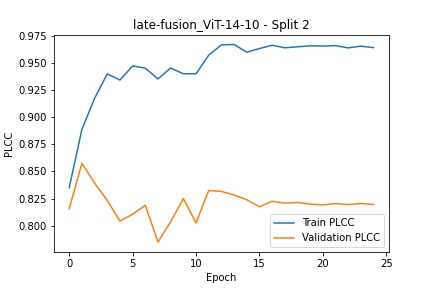 late-fusion_ViT-14-10 - Split 2
0.975
0.950
0.925
0.900
0.875
0.850
0.825
0.800
PLCC
Train PLCC
Validation PLCC
0 5 10 15 20 25
Epoch